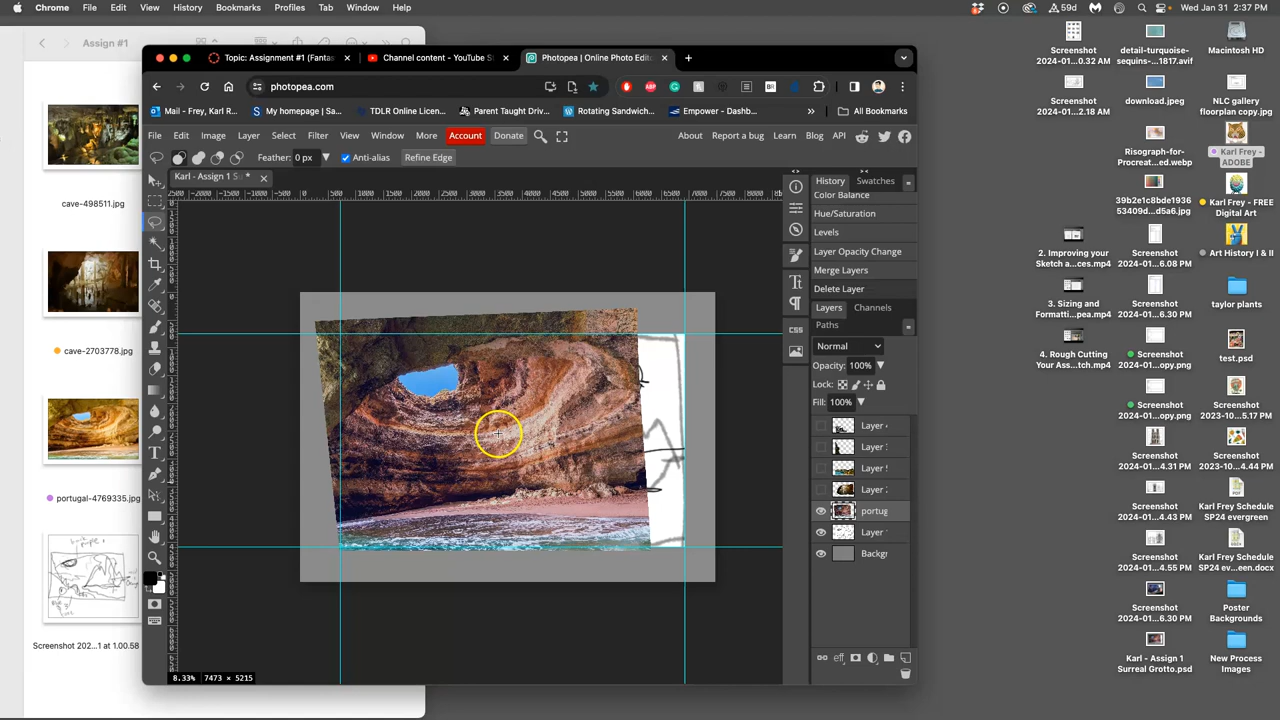 Chrome File Edit View History Bookmarks Profiles Tab Window Help
59d Wed Jan 31 2:37 PM
Assign #1
cave-498511.jpg
cave-2703778.jpg
portugal-4769335.jpg
Screenshot 202...1 at 1.00.58
Topic: Assignment #1 (Fantas
Channel content - YouTube S
Photopea | Online Photo Edit
photopea.com
Mail - Frey, Karl R...
My homepage | Sa...
TDLR Online Licen...
Parent Taught Driv...
Rotating Sandwich...
Empower - Dashb...
All Bookmarks
File Edit Image Layer Select Filter View Window More Account Donate
About Report a bug Learn Blog API
Feather: 0 px Anti-alias Refine Edge
Karl - Assign 1 Su *
History Swatches
Color Balance
Hue/Saturation
Levels
Layer Opacity Change
Merge Layers
Delete Layer
Layers Channels
Paths
CSS
Normal
Opacity: 100%
Lock:
Fill: 100%
Layer
Layer
Layer
Layer
portug
Layer
Backgr
8.33% 7473 × 5215
Screenshot
2024-01...0.32 AM
detail-turquoise-
sequins-...1817.avif
Macintosh HD
Screenshot
2024-01...2.18 AM
download.jpeg
NLC gallery
floorplan copy.jpg
Risograph-for-
Procreat...ed.webp
Karl Frey -
ADOBE
39b2e1c8bde1936
53409d...d5a6.jpg
Karl Frey - FREE
Digital Art
2. Improving your
Sketch a...ces.mp4
Screenshot
2024-01...6.08 PM
Art History I & II
3. Sizing and
Formatti...pea.mp4
Screenshot
2024-01...6.30 PM
taylor plants
4. Rough Cutting
Your Ass...tch.mp4
Screenshot
2024-0...opy.png
test.psd
Screenshot
2024-0...opy.png
Screenshot
2023-10...5.17 PM
Screenshot
2024-01...4.31 PM
Screenshot
2023-10...4.44 PM
Screenshot
2024-01...4.43 PM
Karl Frey Schedule
SP24 evergreen
Screenshot
2024-01...4.55 PM
Karl Frey Schedule
SP24 ev...een.docx
Screenshot
2024-01...6.30 PM
Poster
Backgrounds
Karl - Assign 1
Surreal Grotto.psd
New Process
Images